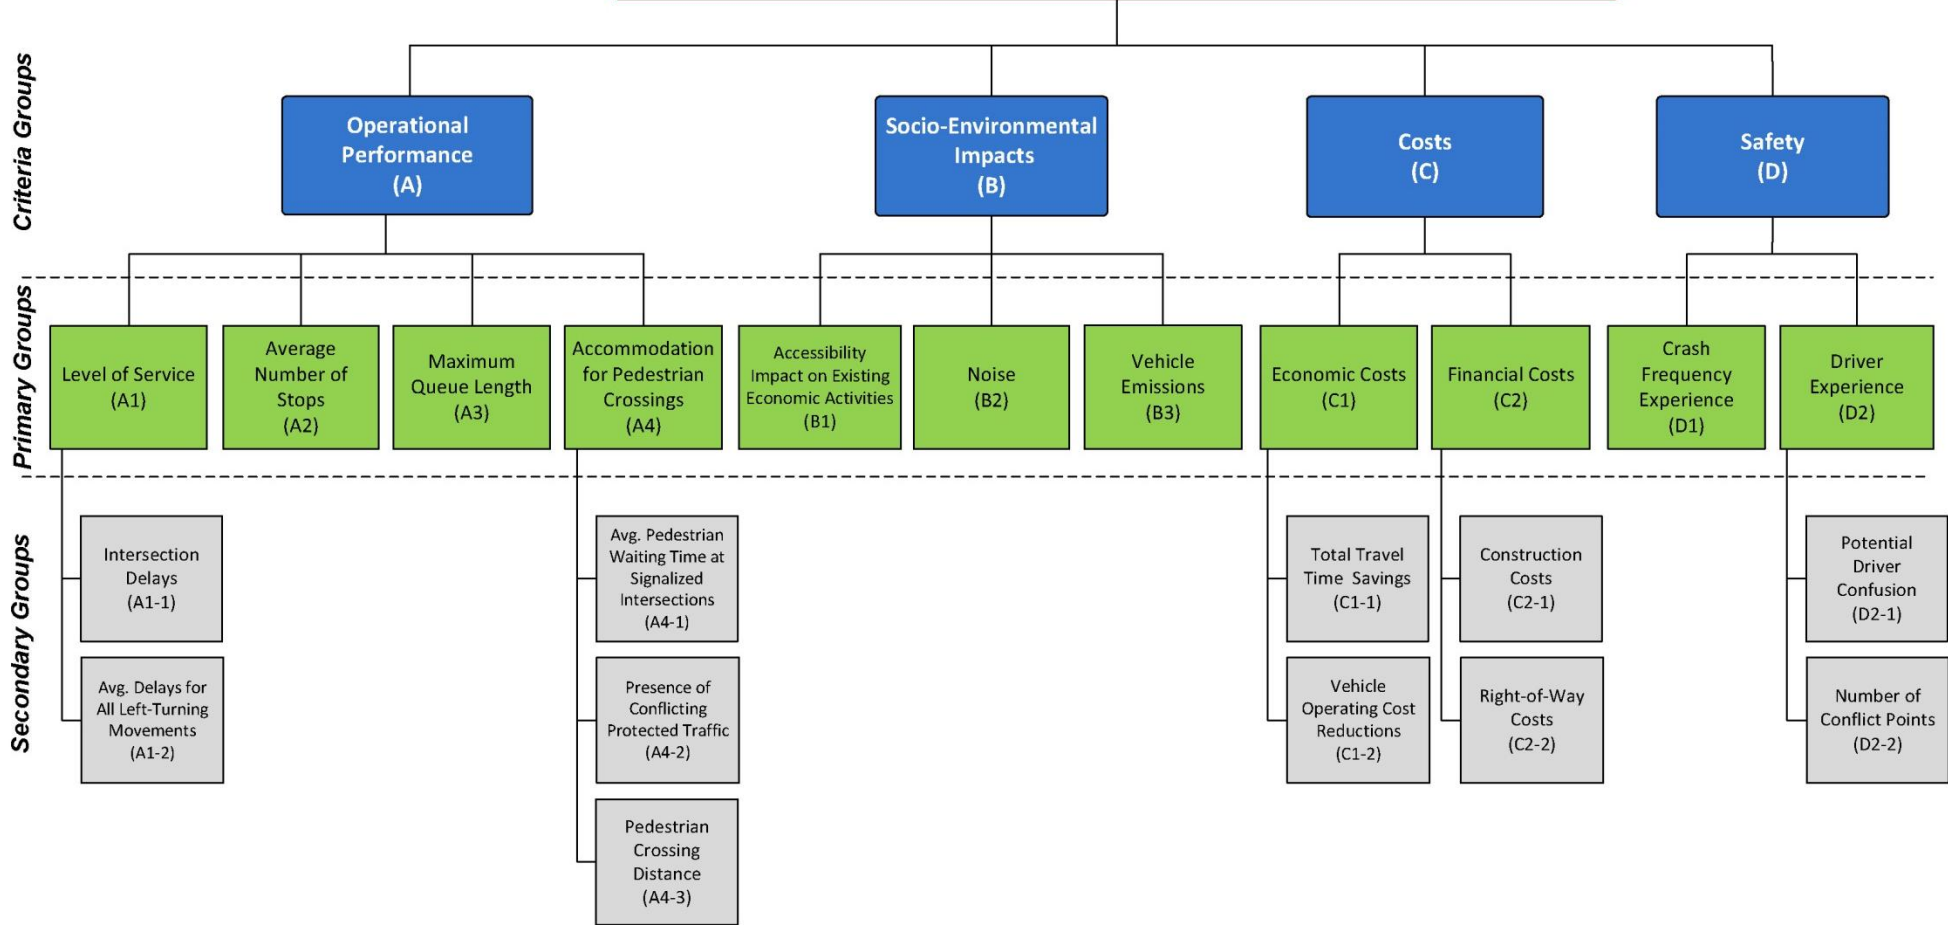 Criteria Groups
Operational
Performance
(A)
Socio-Environmental
Impacts
(B)
Costs
(C)
Safety
(D)
Primary Groups
Level of Service
(A1)
Average
Number of
Stops
(A2)
Maximum
Queue Length
(A3)
Accommodation
for Pedestrian
Crossings
(A4)
Accessibility
Impact on Existing
Economic Activities
(B1)
Noise
(B2)
Vehicle
Emissions
(B3)
Economic Costs
(C1)
Financial Costs
(C2)
Crash
Frequency
Experience
(D1)
Driver
Experience
(D2)
Secondary Groups
Intersection
Delays
(A1-1)
Avg. Delays for
All Left-Turning
Movements
(A1-2)
Avg. Pedestrian
Waiting Time at
Signalized
Intersections
(A4-1)
Presence of
Conflicting
Protected Traffic
(A4-2)
Pedestrian
Crossing
Distance
(A4-3)
Total Travel
Time Savings
(C1-1)
Vehicle
Operating Cost
Reductions
(C1-2)
Construction
Costs
(C2-1)
Right-of-Way
Costs
(C2-2)
Potential
Driver
Confusion
(D2-1)
Number of
Conflict Points
(D2-2)